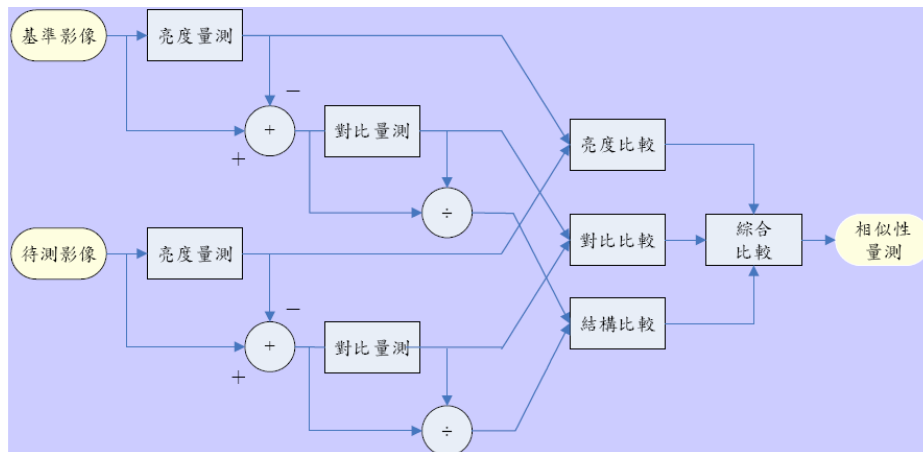 基準影像
亮度量測
−
+
+
對比量測
÷
亮度比較
待測影像
亮度量測
對比比較
綜合
比較
相似性
量測
−
+
+
對比量測
結構比較
÷